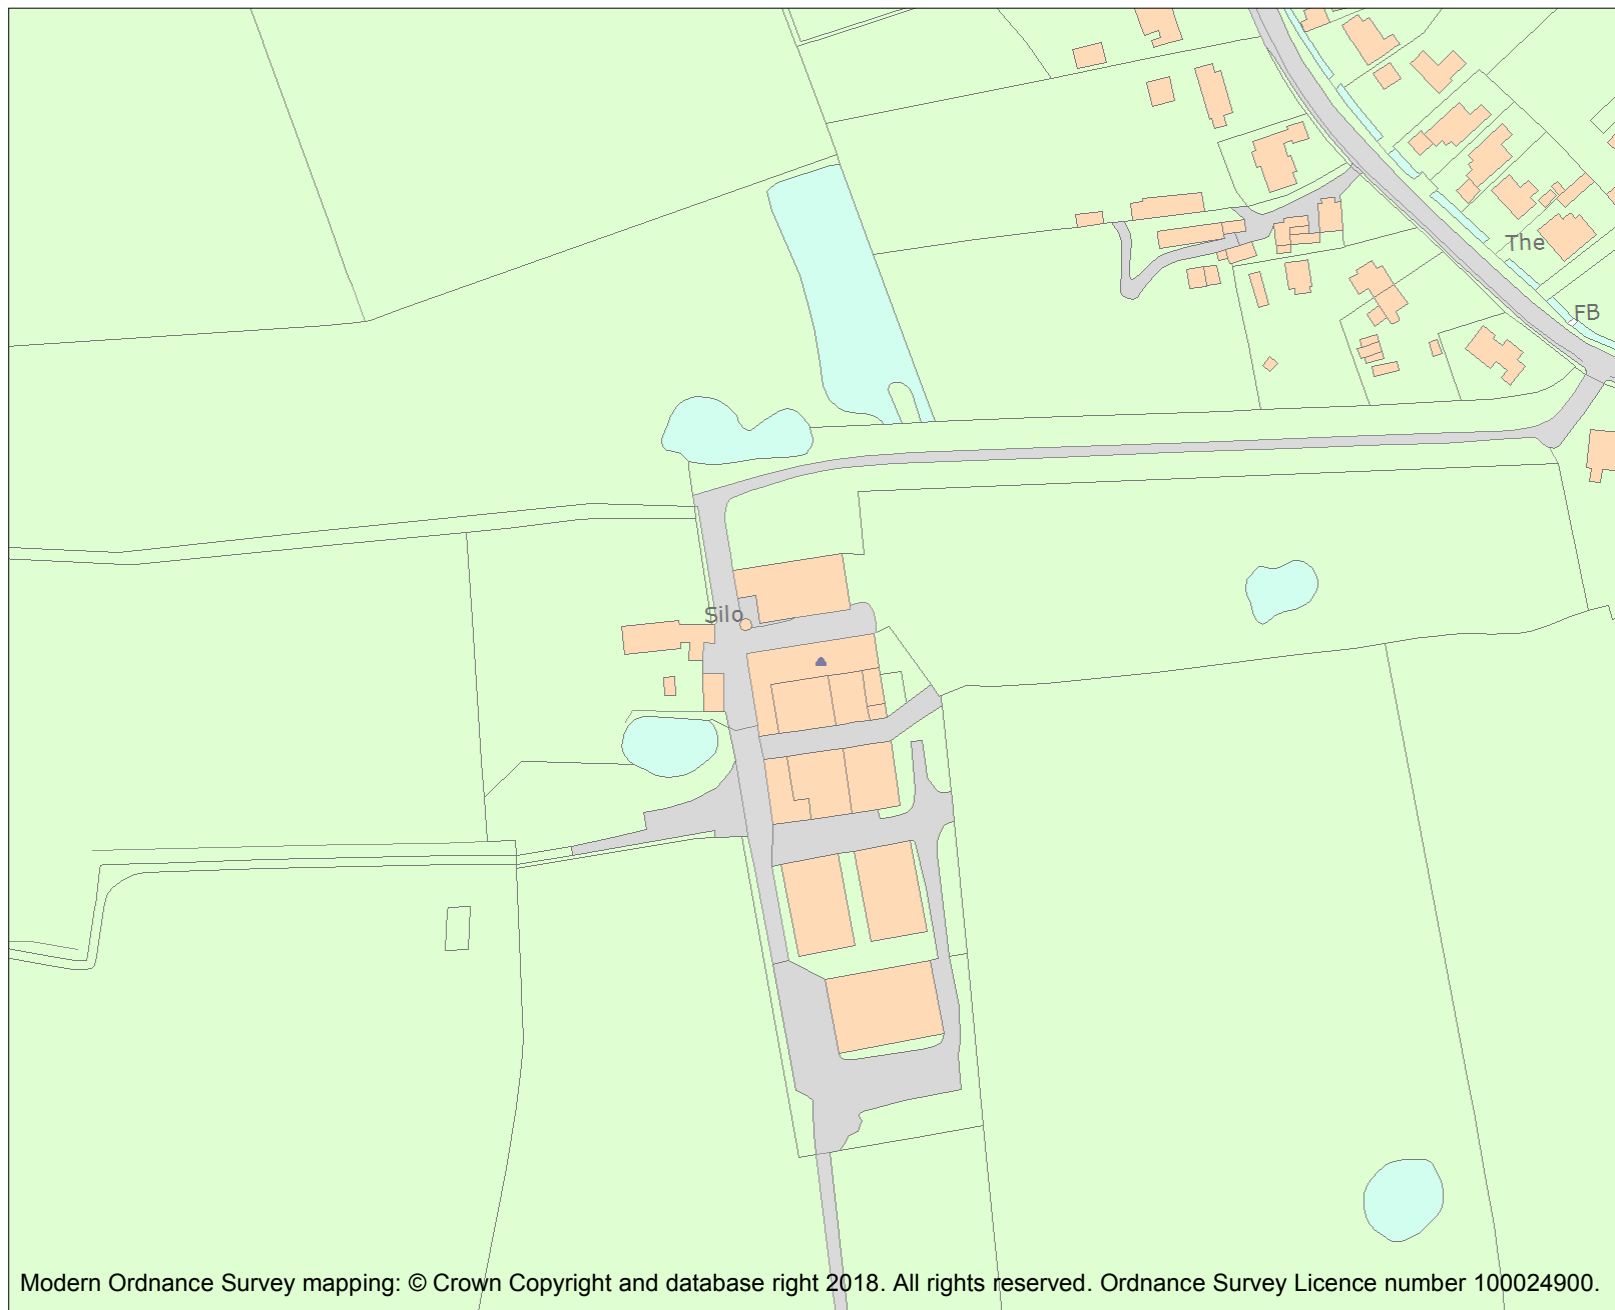 The
FB
Silo
Modern Ordnance Survey mapping: © Crown Copyright and database right 2018. All rights reserved. Ordnance Survey Licence number 100024900.